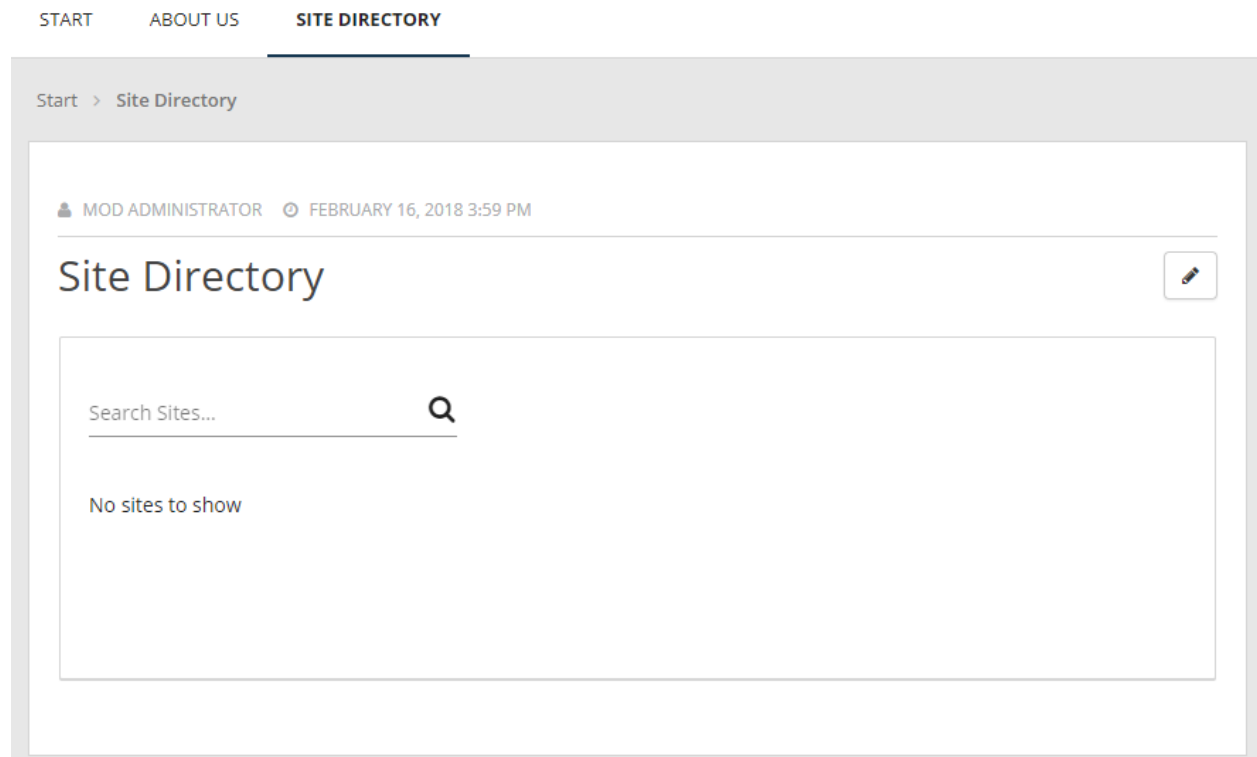 START ABOUT US SITE DIRECTORY
Start > Site Directory
MOD ADMINISTRATOR FEBRUARY 16, 2018 3:59 PM
Site Directory
Search Sites...
No sites to show